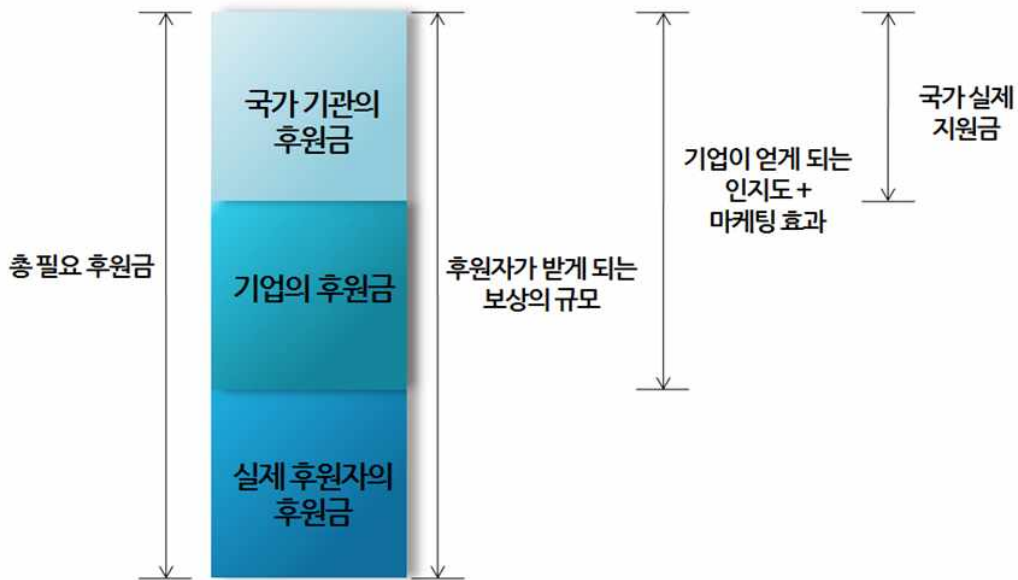 국가 기관의
후원금
기업의 후원금
실제 후원자의
후원금
총 필요 후원금
후원자가 받게 되는
보상의 규모
기업이 얻게 되는
인지도 +
마케팅 효과
국가 실제
지원금